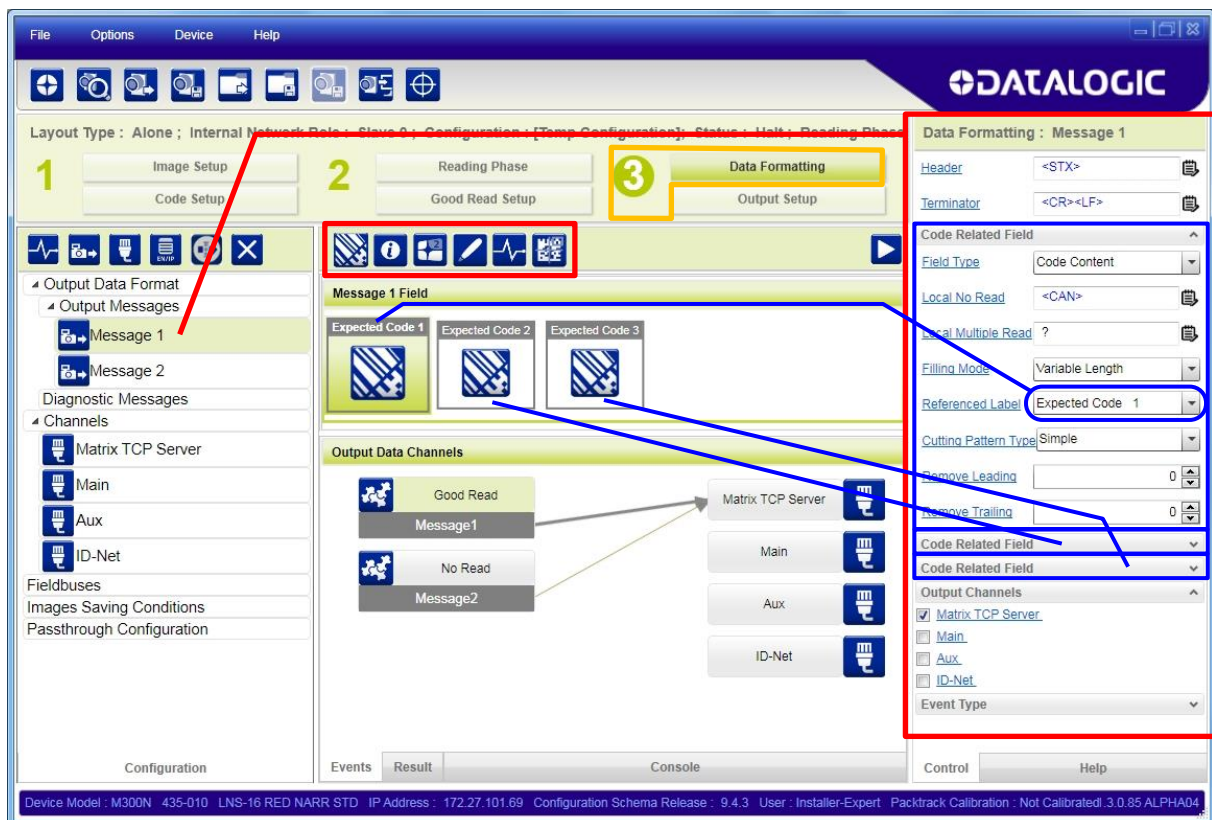 File Options Device Help
DATALOGIC
Layout Type : Alone ; Internal Network Role : Slave 0 ; Configuration : [Temp Configuration]; Status : Halt ; Reading Phase
1
Image Setup
Code Setup
2
Reading Phase
Good Read Setup
3
Data Formatting
Output Setup
EN/IP
Output Data Format
Output Messages
Message 1
Message 2
Diagnostic Messages
Channels
Matrix TCP Server
Main
Aux
ID-Net
Fieldbuses
Images Saving Conditions
Passthrough Configuration
Configuration
Message 1 Field
Expected Code 1 Expected Code 2 Expected Code 3
Output Data Channels
Good Read
Message1
No Read
Message2
Matrix TCP Server
Main
Aux
ID-Net
Events Result Console
Data Formatting : Message 1
Header <STX>
Terminator <CR><LF>
Code Related Field
Field Type Code Content
Local No Read <CAN>
Local Multiple Read ?
Filling Mode Variable Length
Referenced Label Expected Code 1
Cutting Pattern Type Simple
Remove Leading 0
Remove Trailing 0
Code Related Field
Code Related Field
Output Channels
Matrix TCP Server
Main
Aux
ID-Net
Event Type
Control Help
Device Model : M300N 435-010 LNS-16 RED NARR STD IP Address : 172.27.101.69 Configuration Schema Release : 9.4.3 User : Installer-Expert Packtrack Calibration : Not Calibrated|.3.0.85 ALPHA04